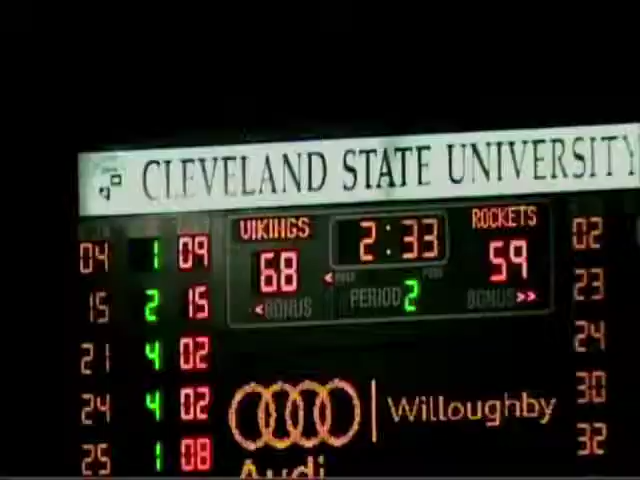 CLEVELAND STATE UNIVERSITY
VIKINGS 2:33 ROCKETS
68 59
<BONUS PERIOD 2 BONUS>>
04 1 09 02
15 2 15 23
21 4 02 24
24 4 02 30
25 1 08 32
Willoughby
Audi